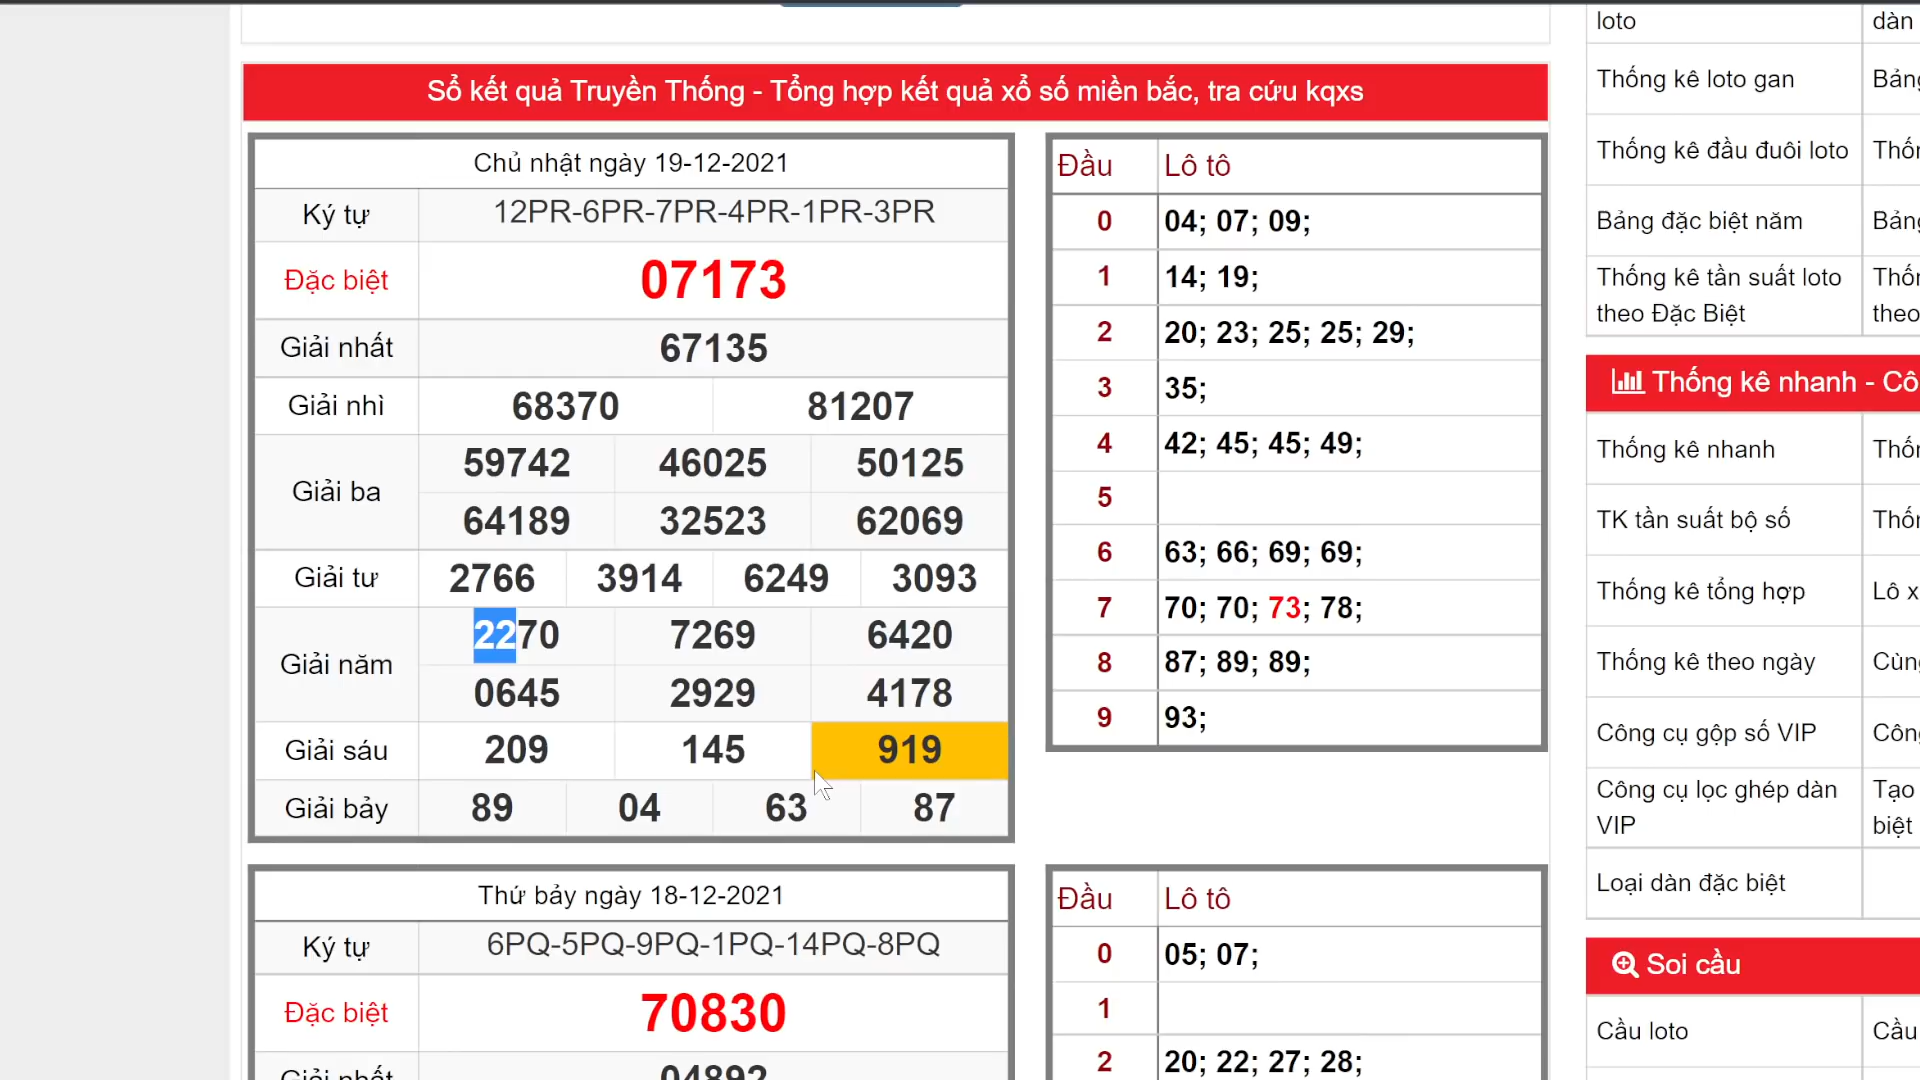 Sổ kết quả Truyền Thống - Tổng hợp kết quả xổ số miền bắc, tra cứu kqxs
Chủ nhật ngày 19-12-2021
Ký tự 12PR-6PR-7PR-4PR-1PR-3PR
Đặc biệt 07173
Giải nhất 67135
Giải nhì 68370 81207
Giải ba 59742 46025 50125
64189 32523 62069
Giải tư 2766 3914 6249 3093
Giải năm 2270 7269 6420
0645 2929 4178
Giải sáu 209 145 919
Giải bảy 89 04 63 87
Đầu Lô tô
0 04; 07; 09;
1 14; 19;
2 20; 23; 25; 25; 29;
3 35;
4 42; 45; 45; 49;
5
6 63; 66; 69; 69;
7 70; 70; 73; 78;
8 87; 89; 89;
9 93;
Thứ bảy ngày 18-12-2021
Ký tự 6PQ-5PQ-9PQ-1PQ-14PQ-8PQ
Đặc biệt 70830
Giải nhất 04892
Đầu Lô tô
0 05; 07;
1
2 20; 22; 27; 28;
loto dàn
Thống kê loto gan
Thống kê đầu đuôi loto
Bảng đặc biệt năm
Thống kê tần suất loto
theo Đặc Biệt theo
Thống kê nhanh - Cô
Thống kê nhanh
TK tần suất bộ số
Thống kê tổng hợp Lô x
Thống kê theo ngày
Công cụ gộp số VIP
Công cụ lọc ghép dàn Tạo
VIP biệt
Loại dàn đặc biệt
Soi cầu
Cầu loto Cầu